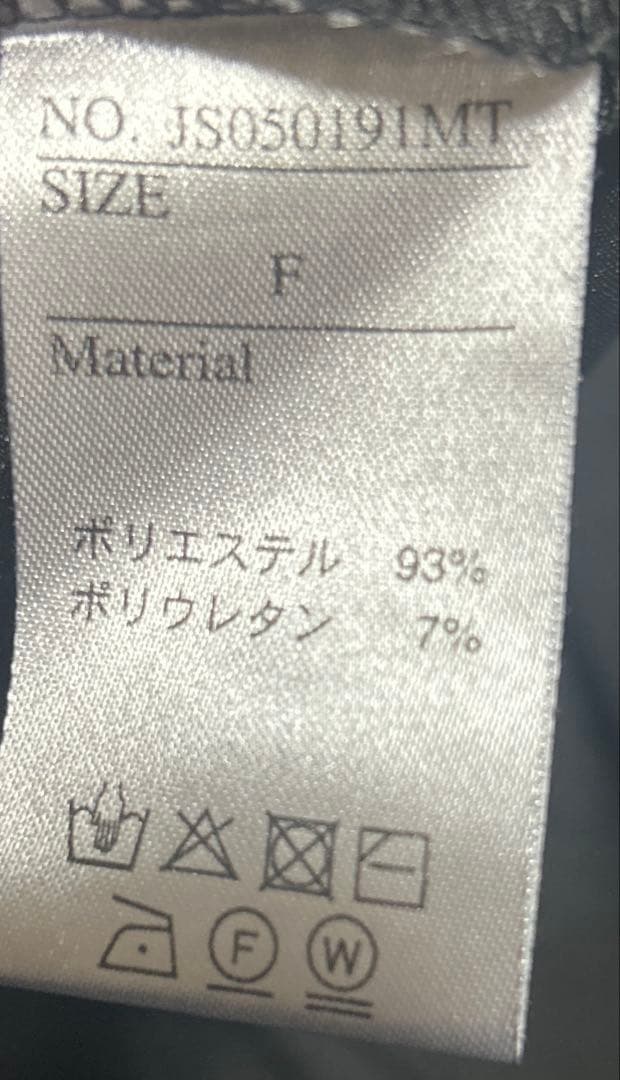 NO. JS050191MT
SIZE
F
Material
ポリエステル 93%
ポリウレタン 7%
F W